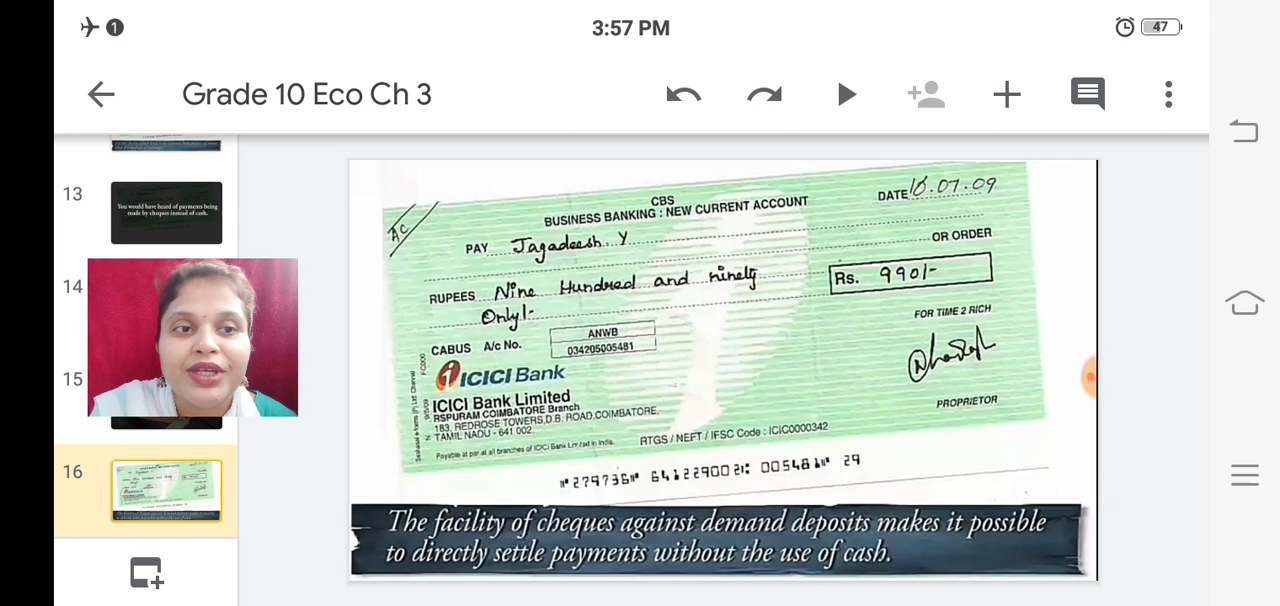 1
3:57 PM
47
Grade 10 Eco Ch 3
13
You would have heard of payments being
made by cheques instead of cash.
14
15
16
A/C
CBS
BUSINESS BANKING : NEW CURRENT ACCOUNT
DATE 10.07.09
PAY Jagadeesh Y
OR ORDER
RUPEES Nine Hundred and ninety
Only/-
Rs. 990/-
FOR TIME 2 RICH
CABUS A/c No.
ANWB
034205005481
ICICI Bank
ICICI Bank Limited
RSPURAM COIMBATORE Branch
183, REDROSE TOWERS,D.B. ROAD,COIMBATORE,
TAMIL NADU - 641 002.
Payable at par at all branches of ICICI Bank Limited in India.
RTGS / NEFT / IFSC Code : ICIC0000342
PROPRIETOR
The facility of cheques against demand deposits makes it possible
to directly settle payments without the use of cash.